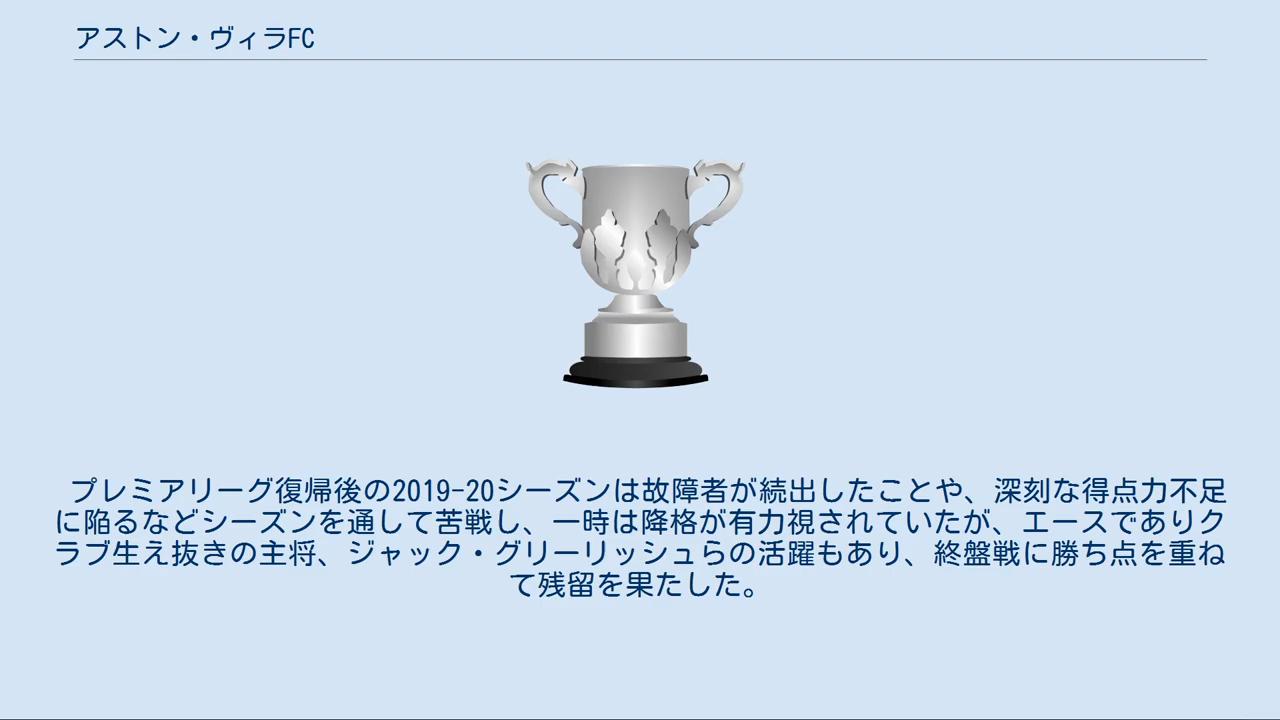 アストン・ヴィラFC
プレミアリーグ復帰後の2019-20シーズンは故障者が続出したことや、深刻な得点力不足
に陥るなどシーズンを通して苦戦し、一時は降格が有力視されていたが、エースでありク
ラブ生え抜きの主将、ジャック・グリーリッシュらの活躍もあり、終盤戦に勝ち点を重ね
て残留を果たした。